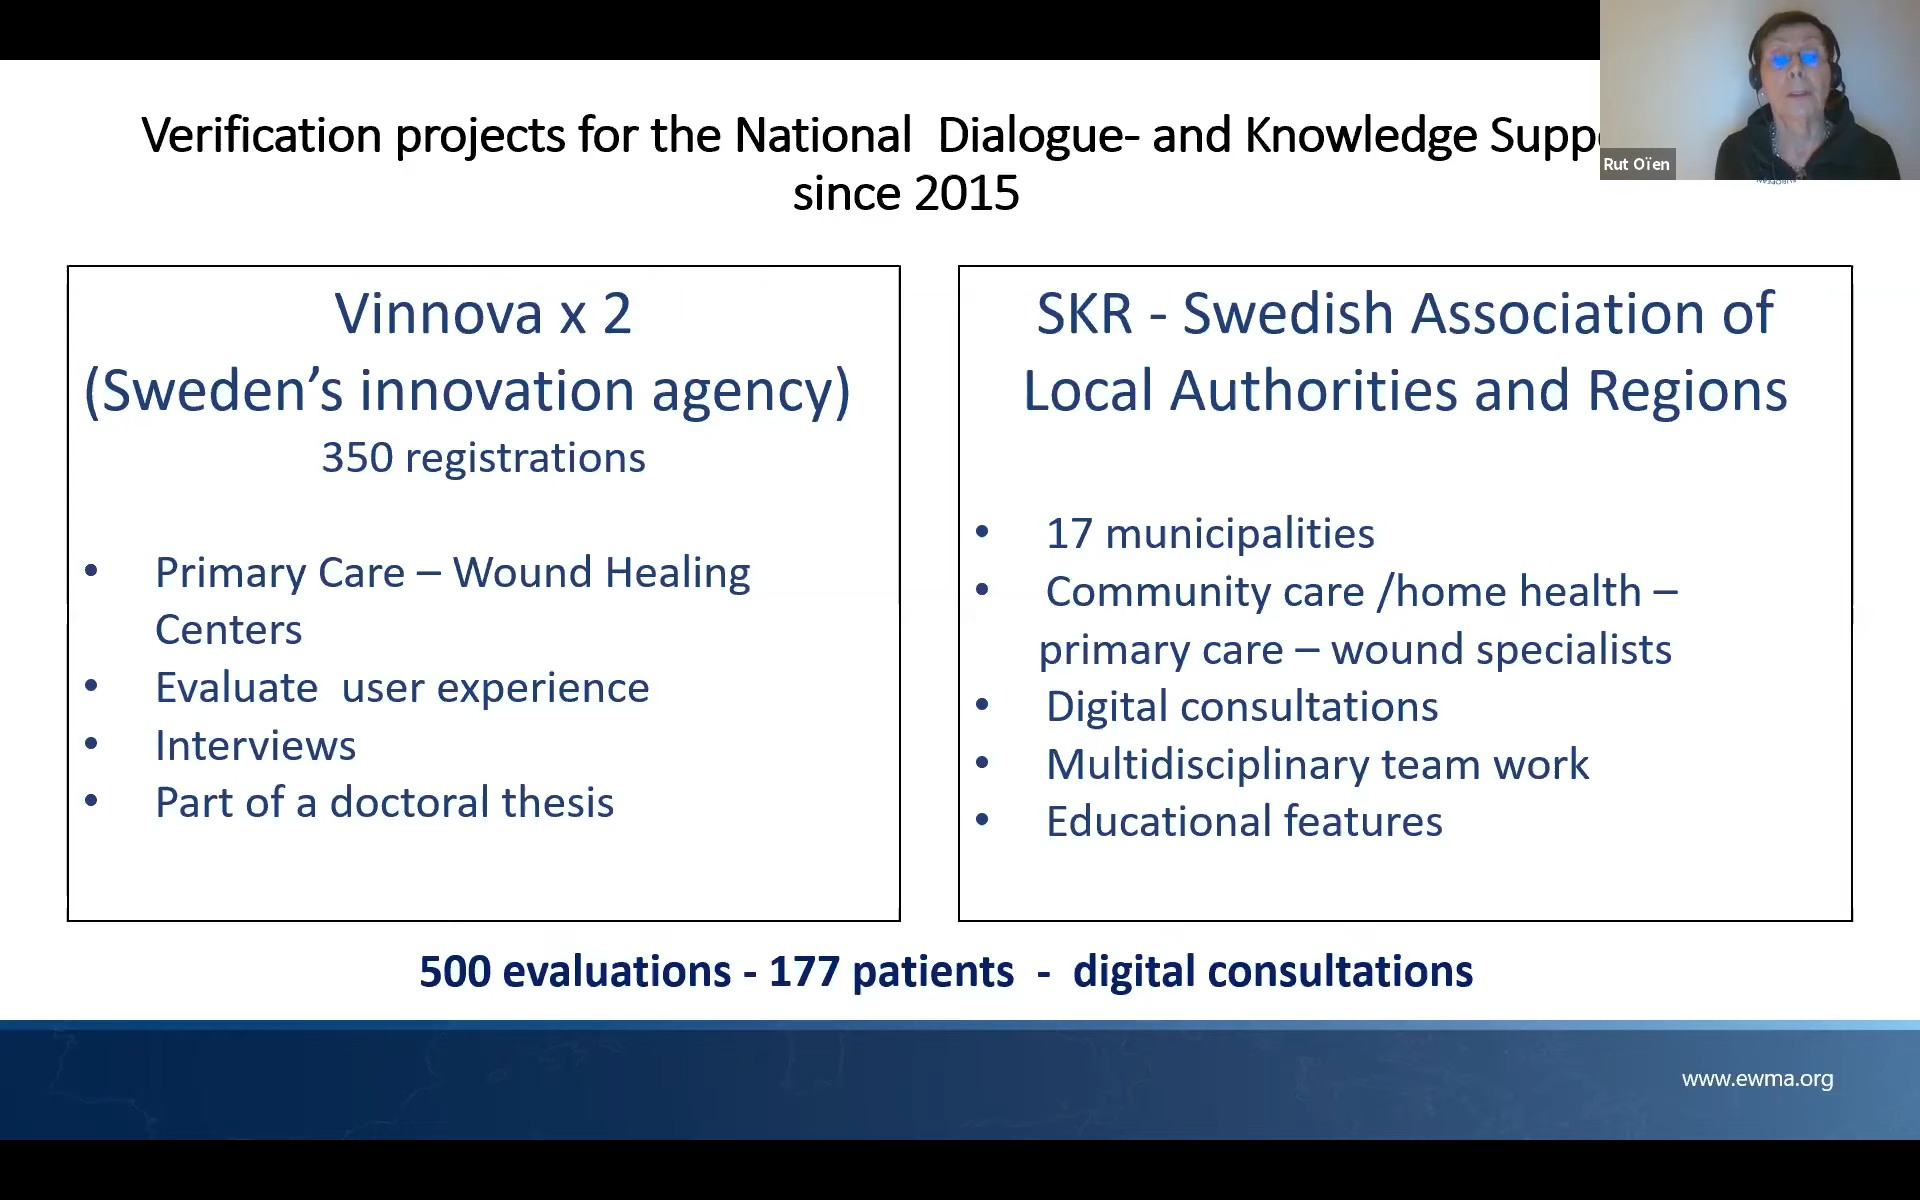 Verification projects for the National  Dialogue- and Knowledge Supp
since 2015
Rut Oïen
Vinnova x 2
(Sweden's innovation agency)
350 registrations
• Primary Care – Wound Healing
Centers
• Evaluate  user experience
• Interviews
• Part of a doctoral thesis
SKR - Swedish Association of
Local Authorities and Regions
• 17 municipalities
• Community care /home health –
primary care – wound specialists
• Digital consultations
• Multidisciplinary team work
• Educational features
500 evaluations - 177 patients  -  digital consultations
www.ewma.org